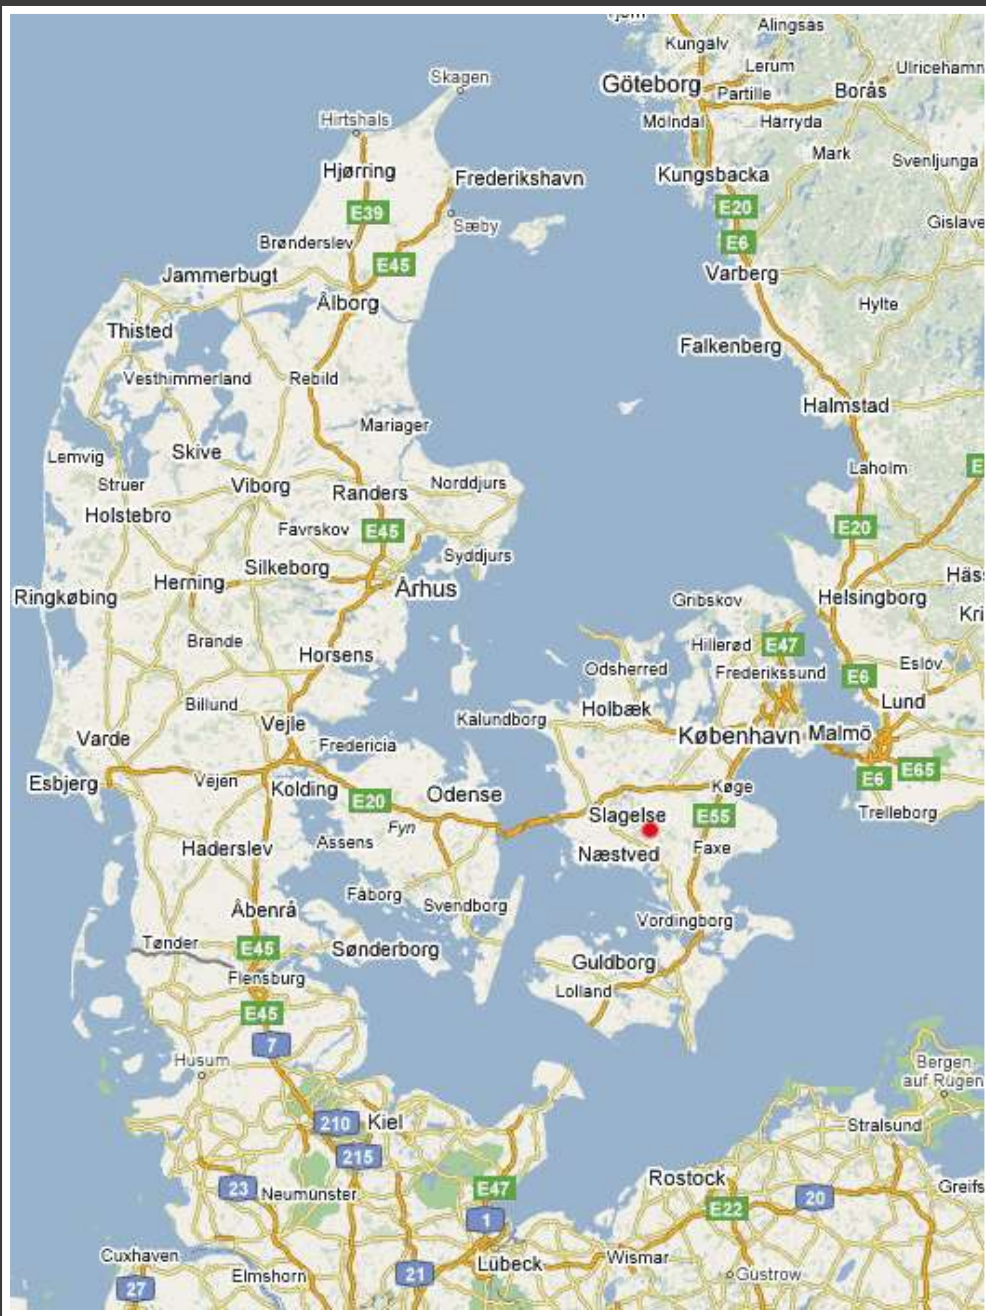 Alingsås
Kungälv
Skagen
Lerum
Ulricehamn
Göteborg
Partille
Borås
Hirtshals
Mölndal
Härryda
Mark
Svenljunga
Hjørring
Frederikshavn
Kungsbacka
E39
E20
Gislave
Sæby
Brønderslev
E6
E45
Jammerbugt
Varberg
Ålborg
Hylte
Thisted
Falkenberg
Vesthimmerland
Rebild
Halmstad
Mariager
Lemvig
Skive
Laholm
E
Struer
Viborg
Randers
Norddjurs
Holstebro
Favrskov
E45
E20
Syddjurs
Silkeborg
Herning
Århus
Häs
Ringkøbing
Gribskov
Helsingborg
Kri
Brande
Hillerød
E47
Horsens
Odsherred
Frederikssund
E6
Eslöv
Billund
Holbæk
Lund
Vejle
Kalundborg
Varde
Fredericia
København
Malmö
E6
E65
Esbjerg
Vejen
Kolding
E20
Odense
Køge
Slagelse
E55
Trelleborg
Fyn
Assens
Haderslev
Næstved
Faxe
Fåborg
Svendborg
Åbenrå
Vordingborg
Tønder
E45
Sønderborg
Guldborg
Flensburg
Lolland
E45
7
Husum
Bergen
auf Rügen
210
Kiel
Stralsund
215
Rostock
23
Neumünster
E47
20
Greifs
E22
1
Cuxhaven
Lübeck
Wismar
27
Elmshorn
21
Güstrow